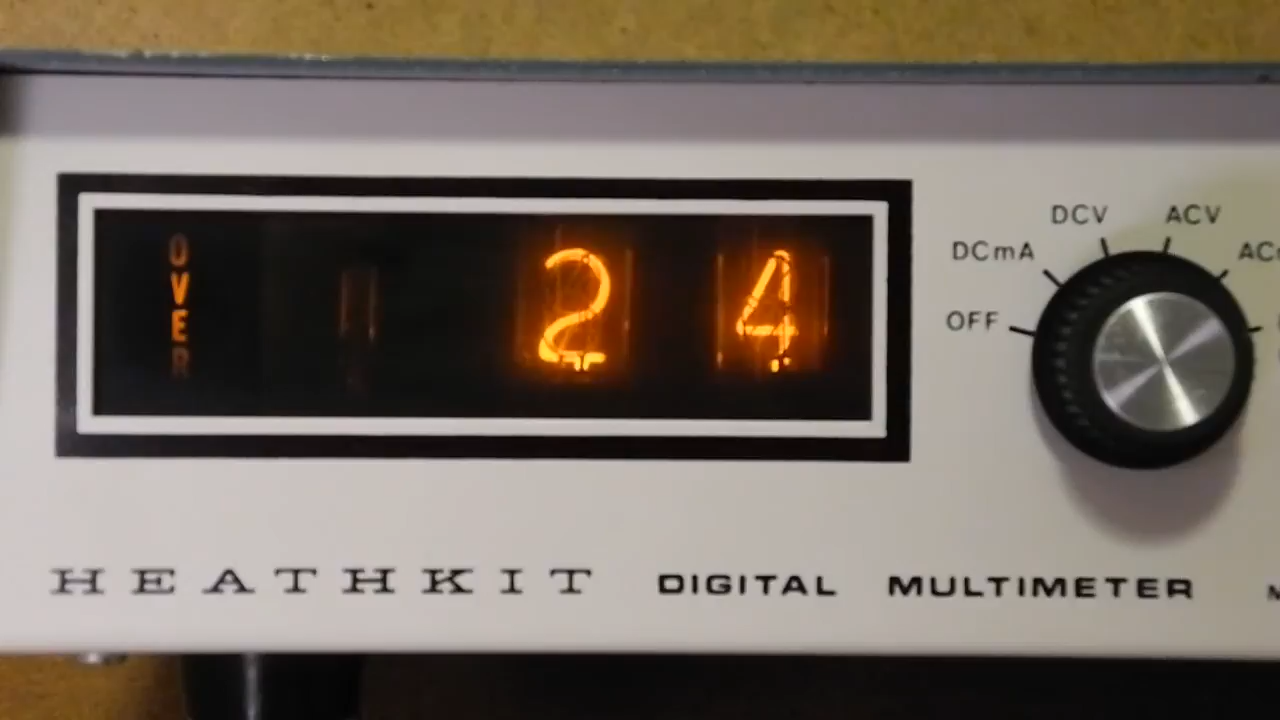 DCV ACV
DCmA
OFF
OVER 24
HEATHKIT DIGITAL MULTIMETER